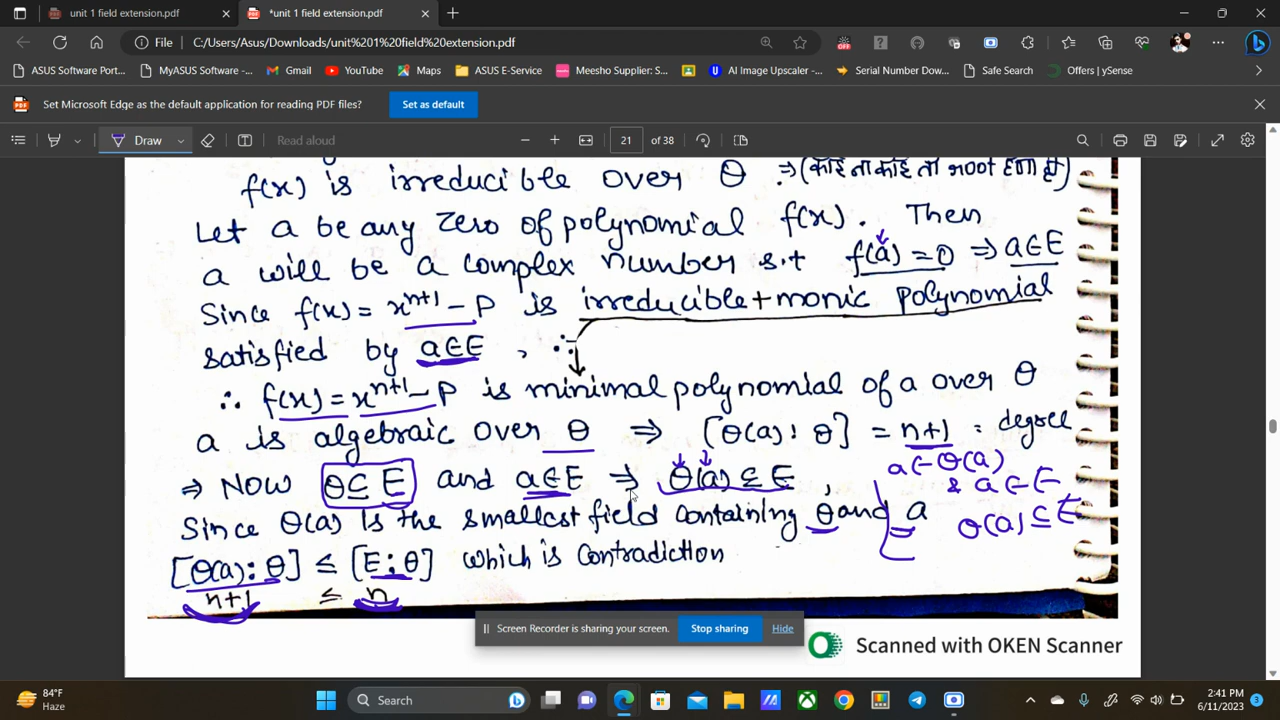 unit 1 field extension.pdf
*unit 1 field extension.pdf
File
C:/Users/Asus/Downloads/unit%201%20field%20extension.pdf
ASUS Software Port...
MyASUS Software -...
Gmail
YouTube
Maps
ASUS E-Service
Meesho Supplier: S...
AI Image Upscaler -...
Serial Number Dow...
Safe Search
Offers | ySense
Set Microsoft Edge as the default application for reading PDF files?
Set as default
Draw
Read aloud
21 of 38
f(x) is irreducible over θ ⇒(कोई ना कोई तो root होगा ही)
Let a be any zero of polynomial f(x). Then
a will be a complex number s.t f(a) = 0 ⇒ a∈E
Since f(x) = x^{n+1} - P is irreducible+monic polynomial
satisfied by a∈E , ∴
∴ f(x) = x^{n+1} - P is minimal polynomial of a over θ
a is algebraic over θ ⇒ [θ(a) : θ] = n+1 = degree
⇒ Now θ⊆E and a∈E ⇒ θ(a) ⊆ E ,
a∈θ(a)
& a∈E
θ(a)⊆E
Since θ(a) is the smallest field containing θ and a
[θ(a) : θ] ≤ [E : θ] which is contradiction
n+1 ≤ n
Screen Recorder is sharing your screen.
Stop sharing
Hide
Scanned with OKEN Scanner
84°F
Haze
Search
2:41 PM
6/11/2023
3